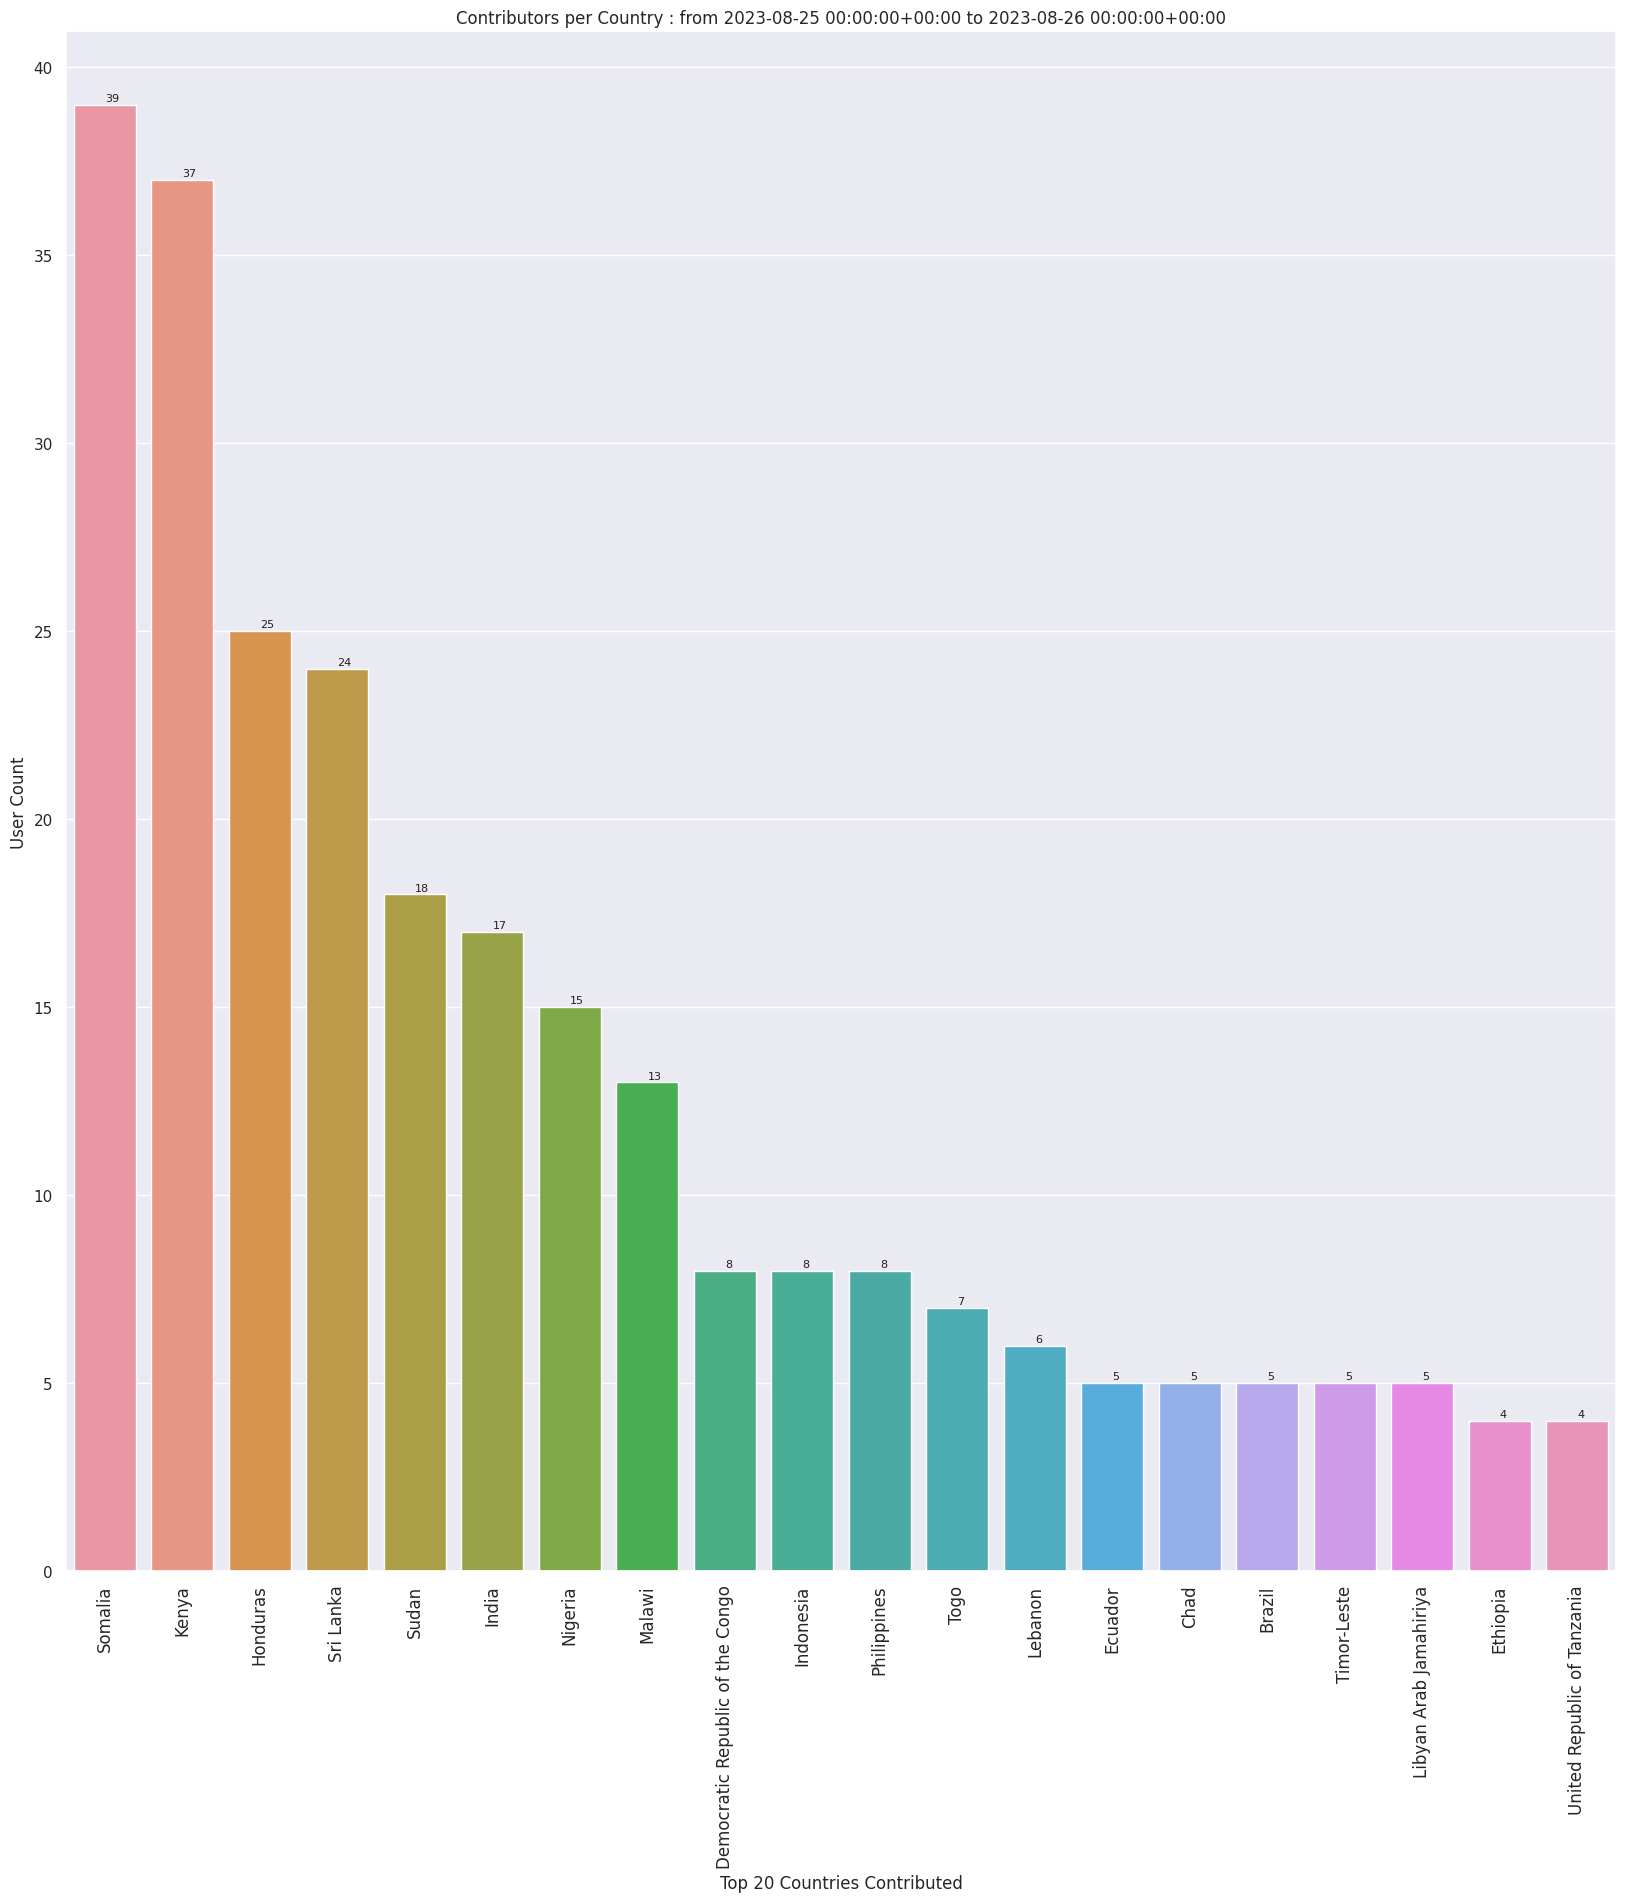 Contributors per Country : from 2023-08-25 00:00:00+00:00 to 2023-08-26 00:00:00+00:00
User Count
40
35
30
25
20
15
10
5
0
39
37
25
24
18
17
15
13
8
8
8
7
6
5
5
5
5
5
4
4
Somalia
Kenya
Honduras
Sri Lanka
Sudan
India
Nigeria
Malawi
Democratic Republic of the Congo
Indonesia
Philippines
Togo
Lebanon
Ecuador
Chad
Brazil
Timor-Leste
Libyan Arab Jamahiriya
Ethiopia
United Republic of Tanzania
Top 20 Countries Contributed